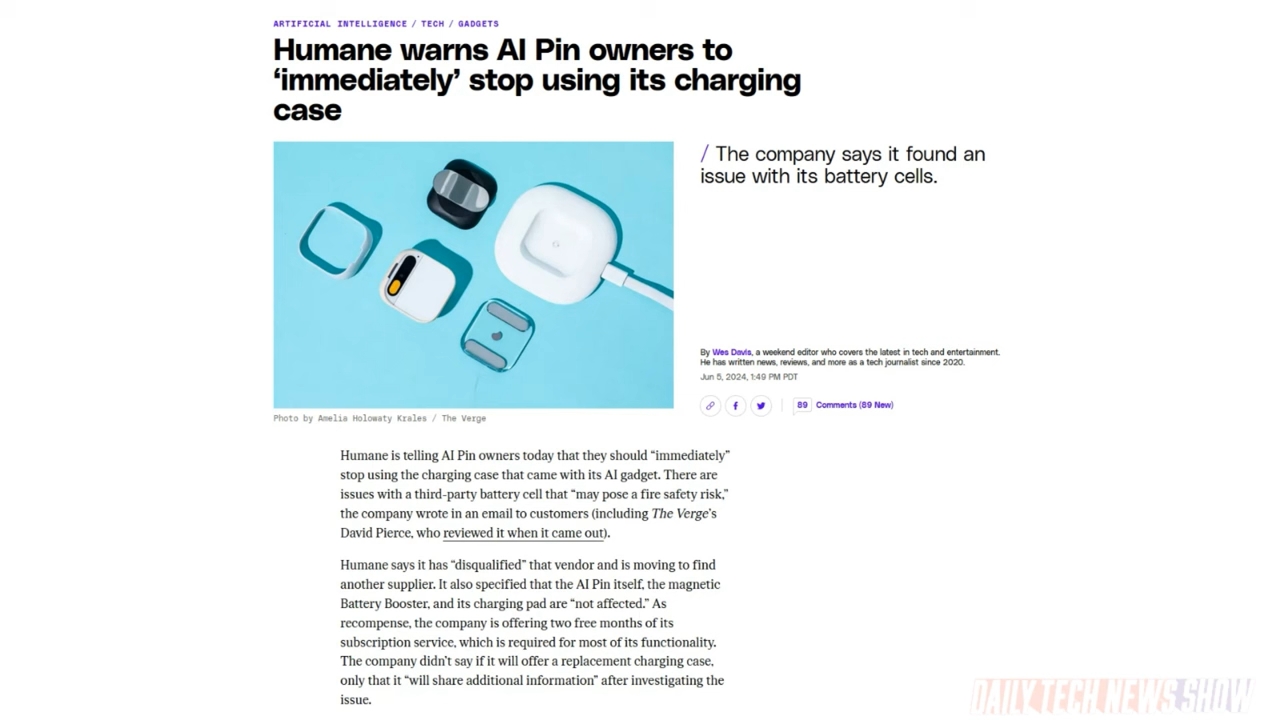 ARTIFICIAL INTELLIGENCE / TECH / GADGETS
Humane warns AI Pin owners to
‘immediately’ stop using its charging
case
/ The company says it found an
issue with its battery cells.
By Wes Davis, a weekend editor who covers the latest in tech and entertainment.
He has written news, reviews, and more as a tech journalist since 2020.
Jun 5, 2024, 1:49 PM PDT
89 Comments (89 New)
Photo by Amelia Holowaty Krales / The Verge
Humane is telling AI Pin owners today that they should “immediately”
stop using the charging case that came with its AI gadget. There are
issues with a third-party battery cell that “may pose a fire safety risk,”
the company wrote in an email to customers (including The Verge’s
David Pierce, who reviewed it when it came out).
Humane says it has “disqualified” that vendor and is moving to find
another supplier. It also specified that the AI Pin itself, the magnetic
Battery Booster, and its charging pad are “not affected.” As
recompense, the company is offering two free months of its
subscription service, which is required for most of its functionality.
The company didn’t say if it will offer a replacement charging case,
only that it “will share additional information” after investigating the
issue.
DAILY TECH NEWS SHOW